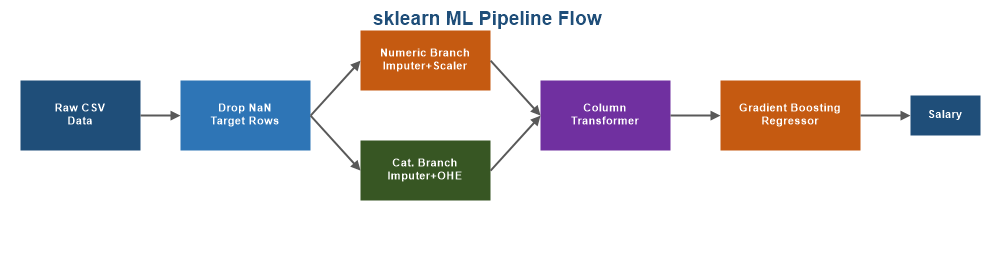 sklearn ML Pipeline Flow
Raw CSV
Data
Drop NaN
Target Rows
Numeric Branch
Imputer+Scaler
Cat. Branch
Imputer+OHE
Column
Transformer
Gradient Boosting
Regressor
Salary